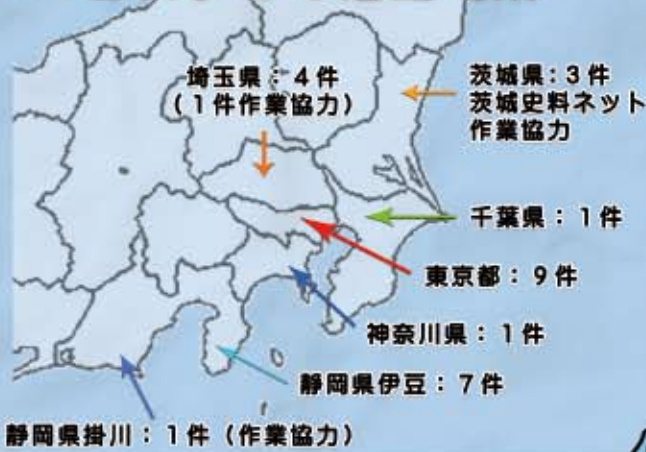 埼玉県：4件
（1件作業協力）
茨城県：3件
茨城史料ネット
作業協力
千葉県：1件
東京都：9件
神奈川県：1件
静岡県伊豆：7件
静岡県掛川：1件（作業協力）